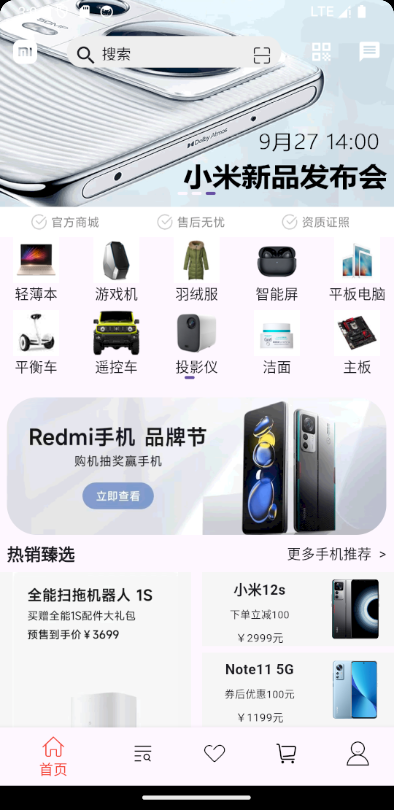 LTE
mi
搜索
Dolby Atmos
9月27 14:00
小米新品发布会
官方商城 售后无忧 资质证照
轻薄本 游戏机 羽绒服 智能屏 平板电脑
平衡车 遥控车 投影仪 洁面 主板
Redmi手机 品牌节
购机抽奖赢手机
立即查看
热销臻选 更多手机推荐 >
全能扫拖机器人 1S
买赠全能1S配件大礼包
预售到手价￥3699
小米12s
下单立减100
￥2999元
Note11 5G
券后优惠100元
￥1199元
首页